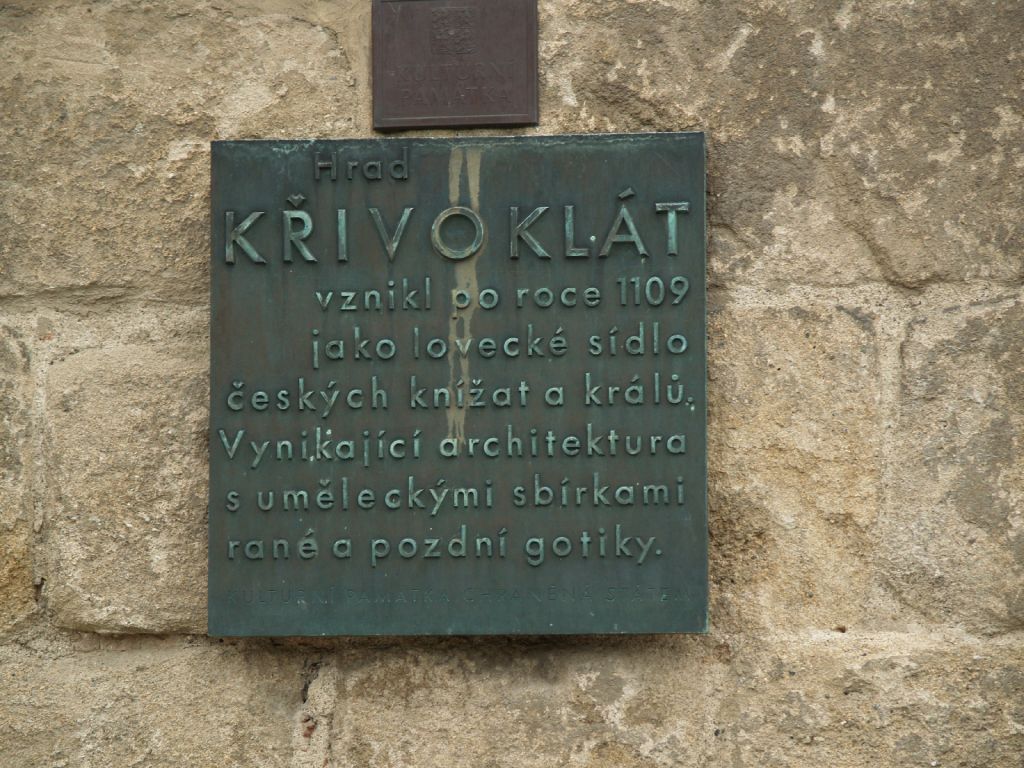 KULTURNÍ
PAMÁTKA
Hrad
KŘIVOKLÁT
vznikl po roce 1109
jako lovecké sídlo
českých knížat a králů.
Vynikající architektura
s uměleckými sbírkami
rané a pozdní gotiky.
KULTURNÍ PAMÁTKA CHRÁNĚNÁ STÁTEM